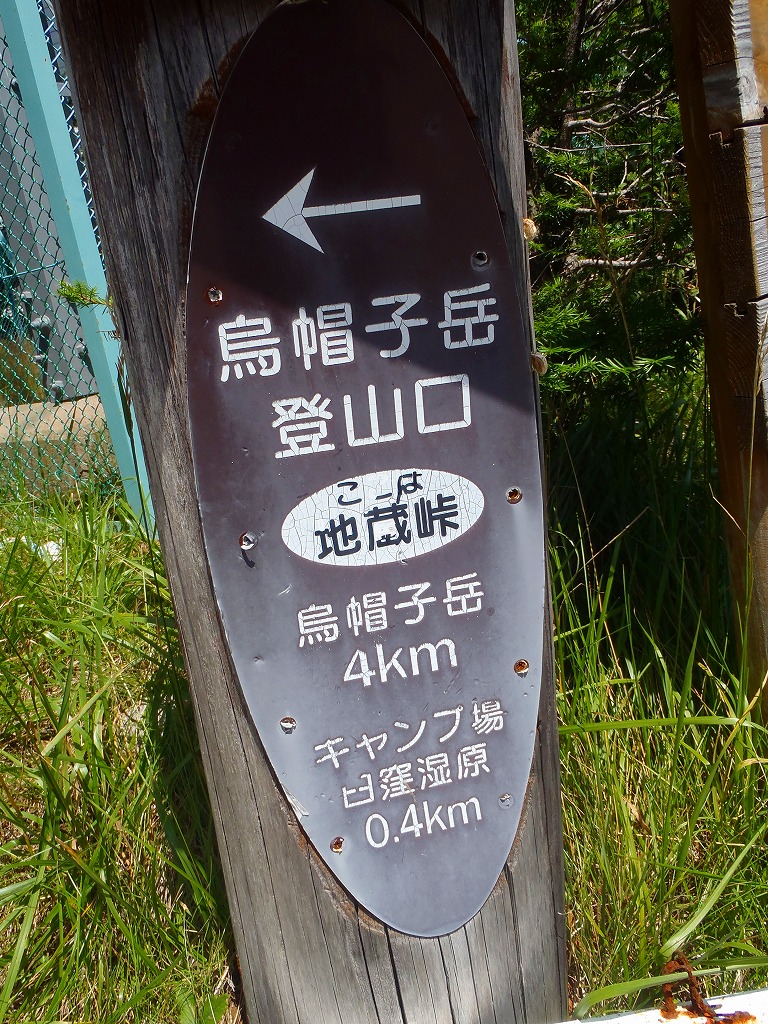 烏帽子岳
登山口
こ は
地蔵峠
烏帽子岳
4km
キャンプ場
臼窪湿原
0.4km